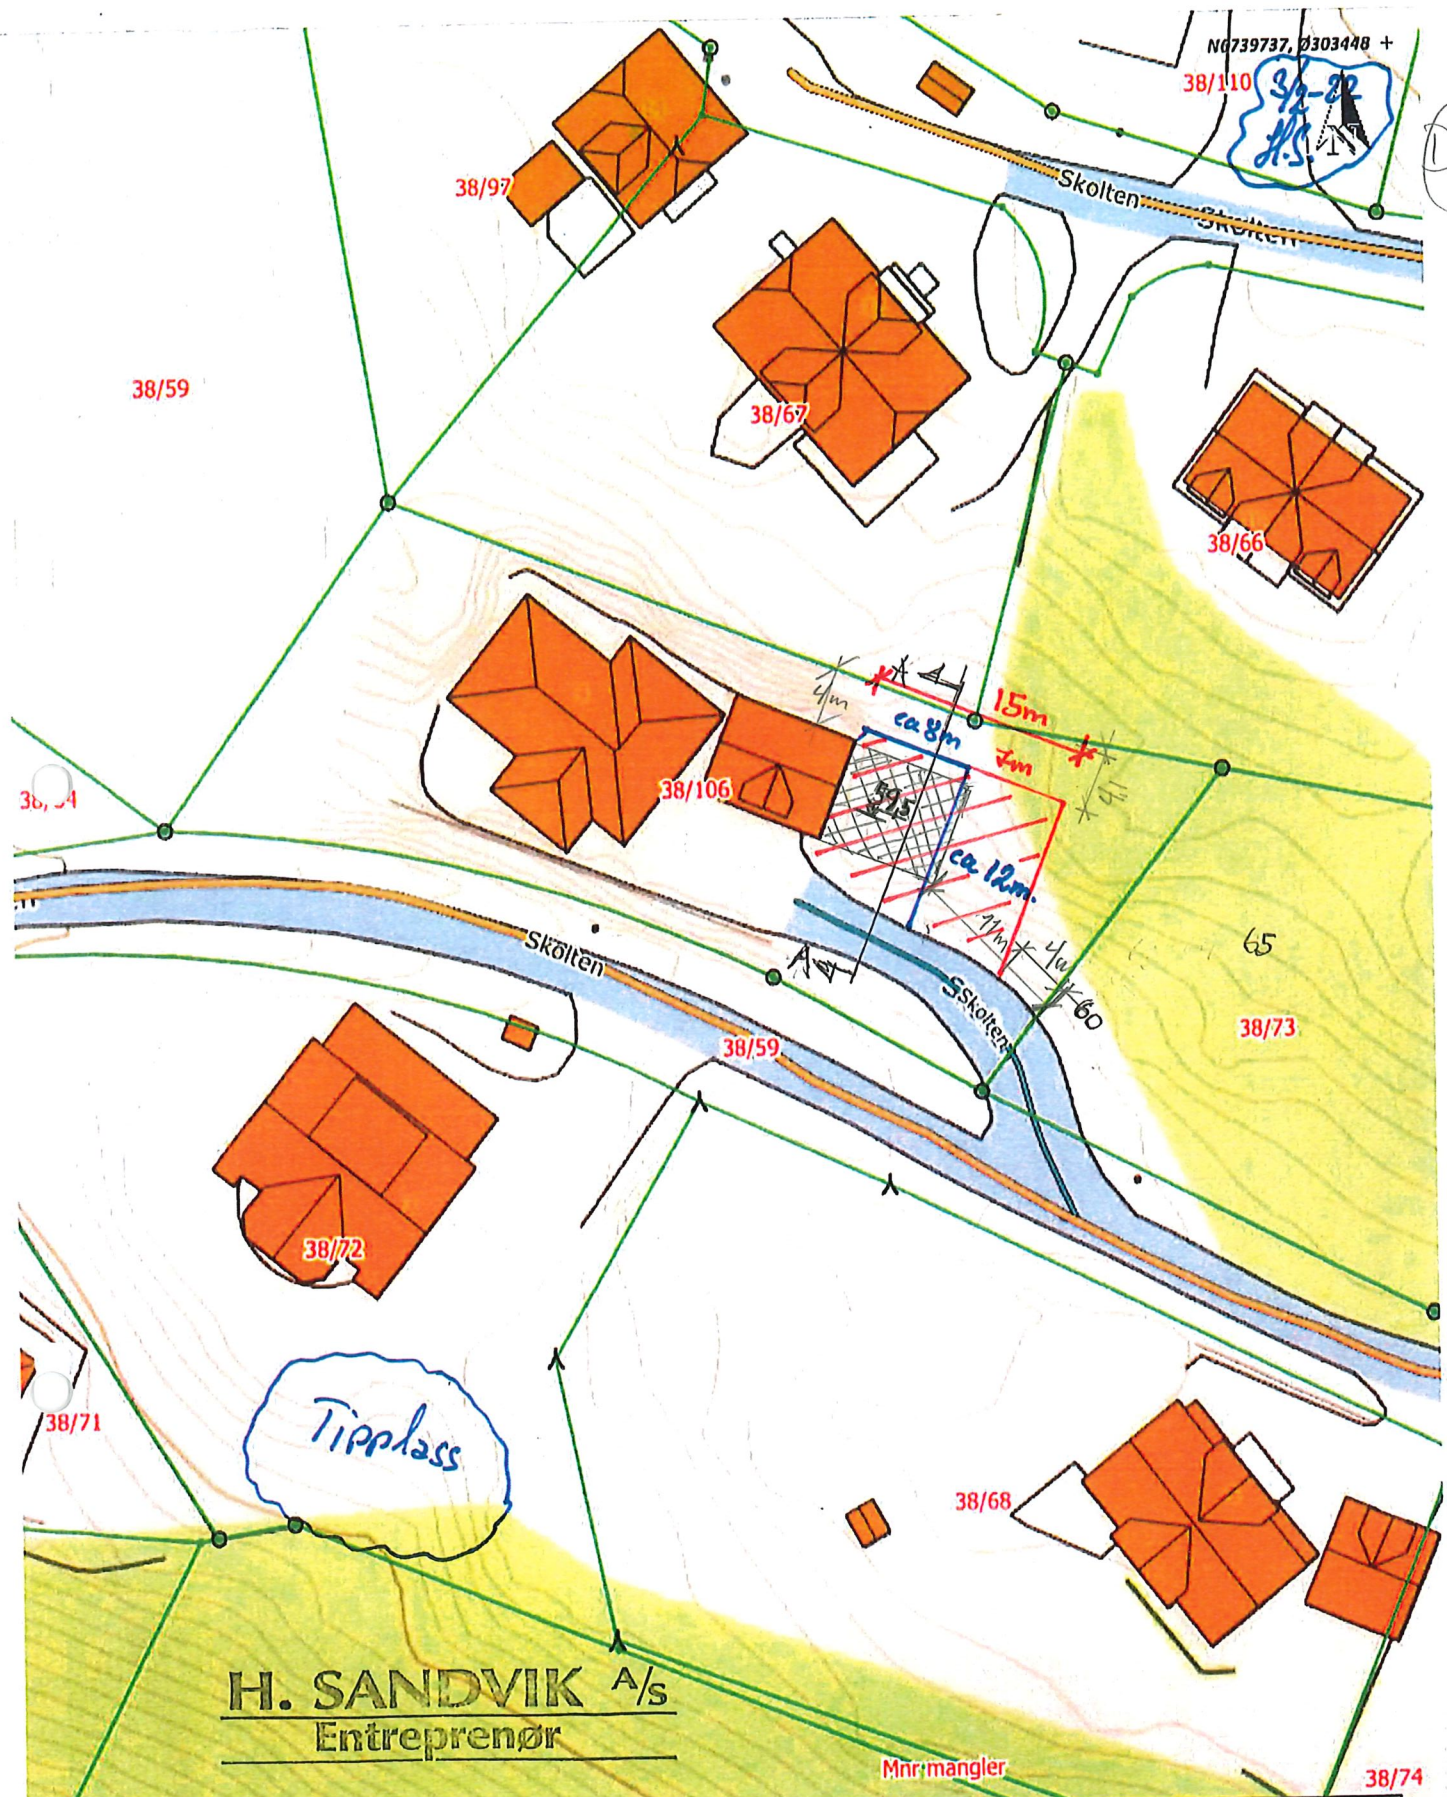 N6739737, Ø303448 +
38/110
3/2-22
H.S.
N
Skolten
Skolten
38/97
38/59
38/67
38/66
A
4m
15m
ca 8m
7m
38/106
ca 12m.
11m
4m
60
65
Skolten
A
Skolten
38/59
38/73
38/72
38/71
Tipplass
38/68
H. SANDVIK A/S
Entreprenør
Mnr mangler
38/74